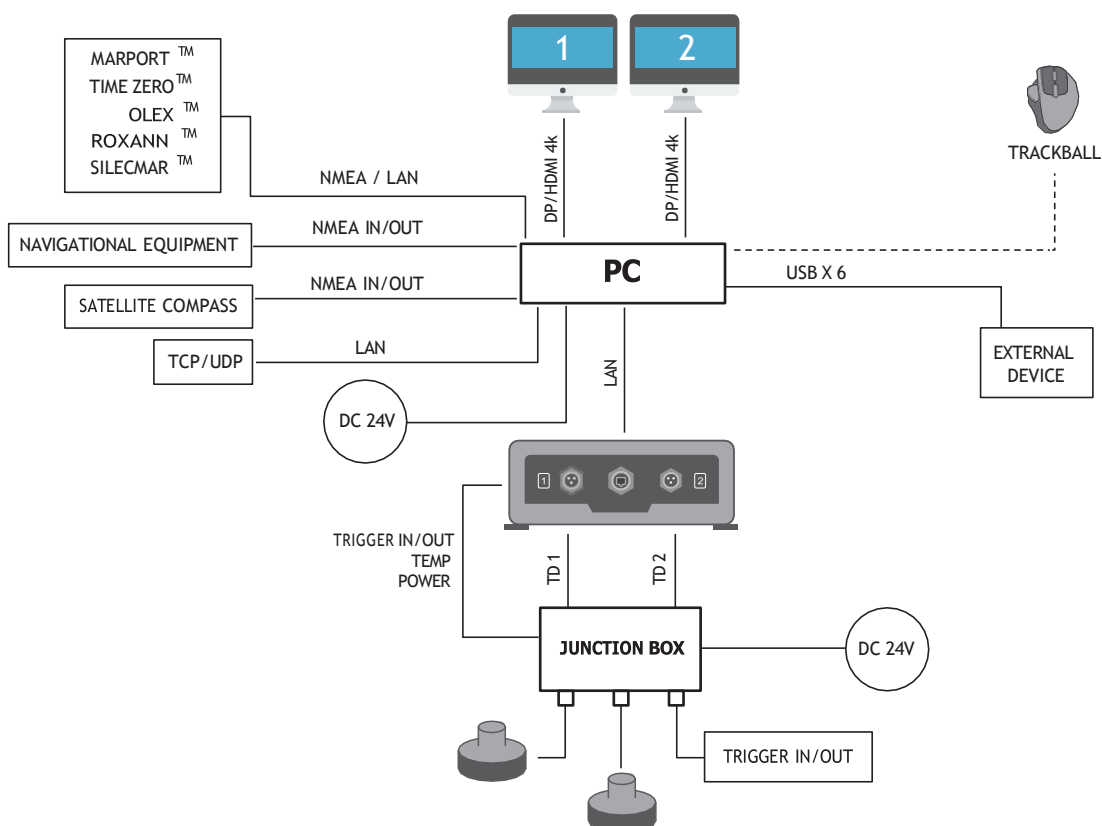 1
2
MARPORT ™
TIME ZERO™
OLEX ™
ROXANN ™
SILECMAR ™
TRACKBALL
NMEA / LAN
DP/HDMI 4k
DP/HDMI 4k
NAVIGATIONAL EQUIPMENT
NMEA IN/OUT
PC
USB X 6
SATELLITE COMPASS
NMEA IN/OUT
TCP/UDP
LAN
LAN
EXTERNAL
DEVICE
DC 24V
1
2
TRIGGER IN/OUT
TEMP
POWER
TD 1
TD 2
JUNCTION BOX
DC 24V
TRIGGER IN/OUT